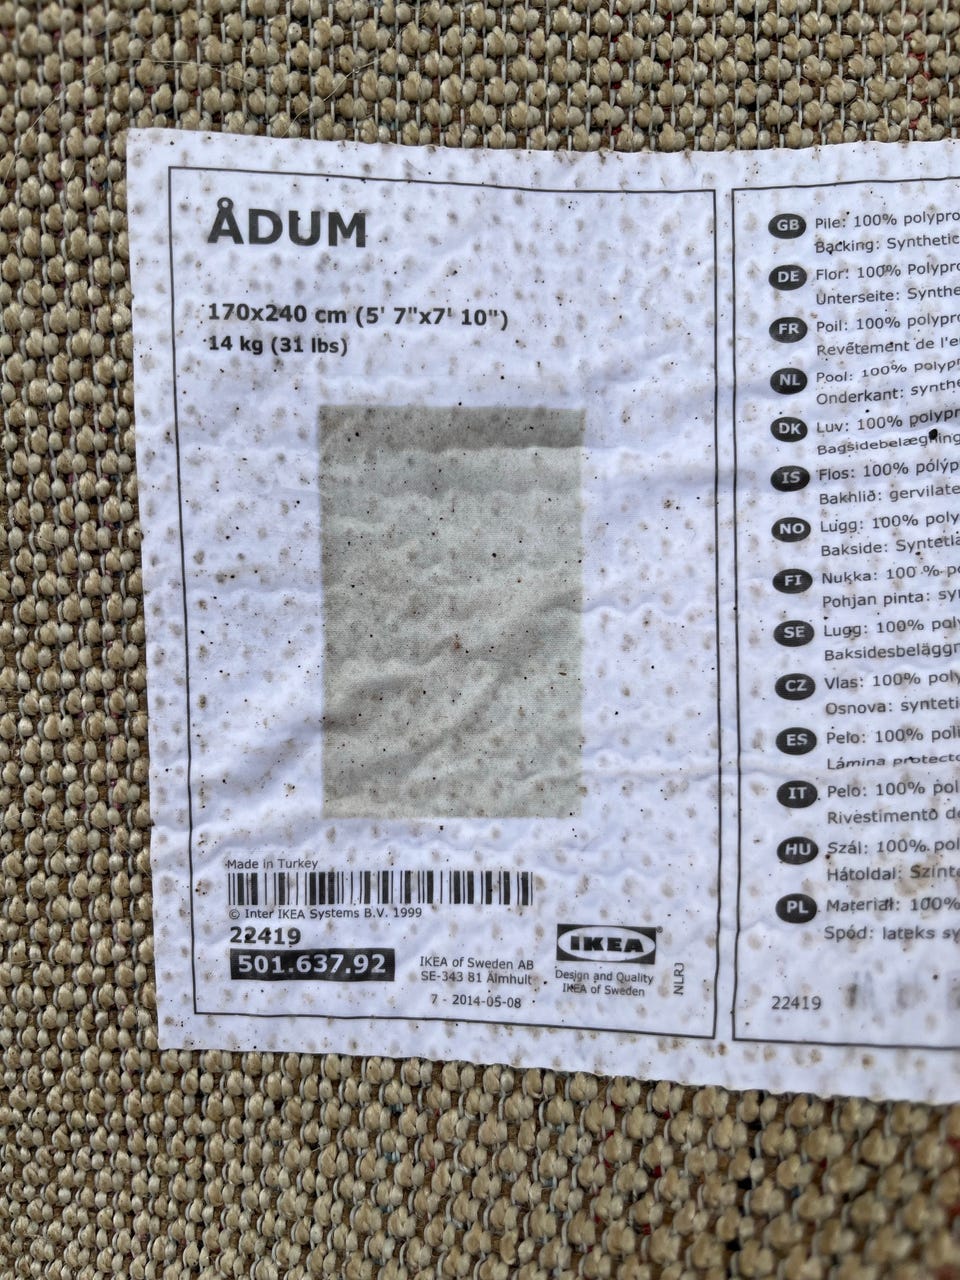 ÅDUM
170x240 cm (5' 7"x7' 10")
14 kg (31 lbs)
Made in Turkey
© Inter IKEA Systems B.V. 1999
22419
501.637.92
IKEA of Sweden AB
SE-343 81 Älmhult
7 - 2014-05-08
IKEA®
Design and Quality
IKEA of Sweden
NLRJ
GB Pile: 100% polypro
Backing: Synthetic
DE Flor: 100% Polypro
Unterseite: Synthe
FR Poil: 100% polypro
Revêtement de l'e
NL Pool: 100% polyp
Onderkant: synthe
DK Luv: 100% polypr
Bagsidebelægning
IS Flos: 100% pólýp
Bakhlið: gervilate
NO Lugg: 100% poly
Bakside: Syntetla
FI Nukka: 100 %-po
Pohjan pinta: syn
SE Lugg: 100% poly
Baksidesbeläggn
CZ Vlas: 100% poly
Osnova: synteti
ES Pelo: 100% poli
Lámina protecto
IT Pelo: 100% pol
Rivestimento de
HU Szál: 100% pol
Hátoldal: Szinte
PL Materiał: 100%
Spód: lateks sy
22419